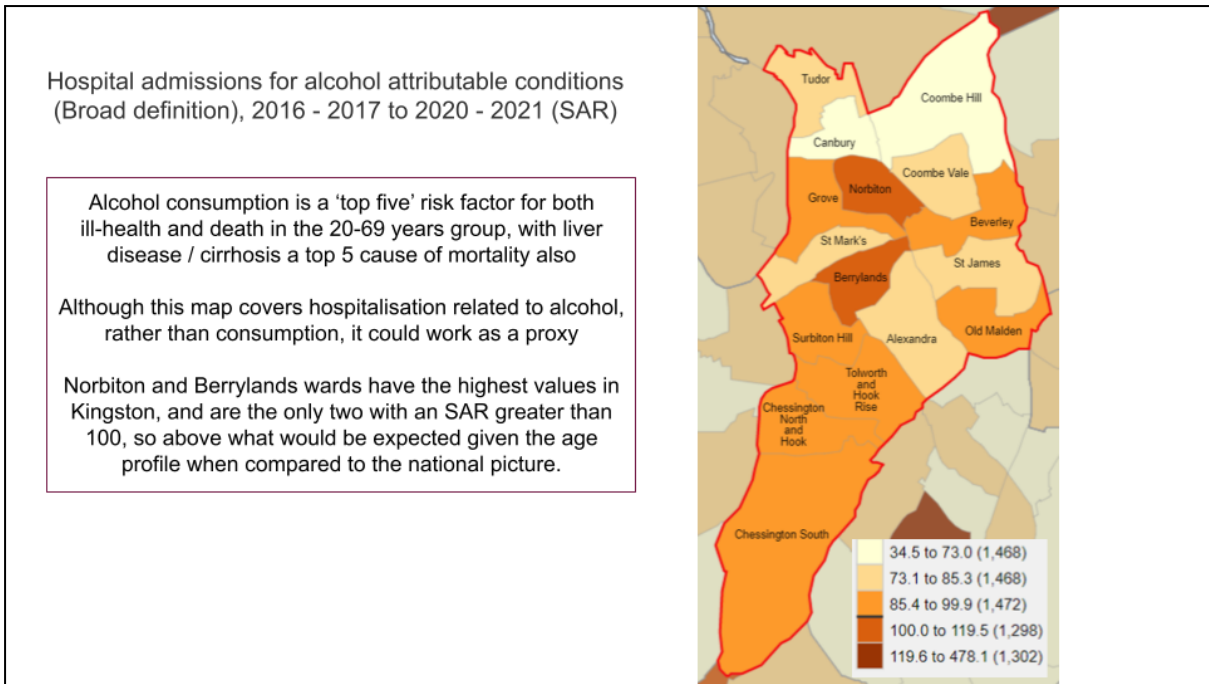 Hospital admissions for alcohol attributable conditions
(Broad definition), 2016 - 2017 to 2020 - 2021 (SAR)
Alcohol consumption is a ‘top five’ risk factor for both
ill-health and death in the 20-69 years group, with liver
disease / cirrhosis a top 5 cause of mortality also
Although this map covers hospitalisation related to alcohol,
rather than consumption, it could work as a proxy
Norbiton and Berrylands wards have the highest values in
Kingston, and are the only two with an SAR greater than
100, so above what would be expected given the age
profile when compared to the national picture.
Tudor
Coombe Hill
Canbury
Coombe Vale
Norbiton
Grove
Beverley
St Mark's
St James
Berrylands
Old Malden
Surbiton Hill
Alexandra
Tolworth
and
Hook
Rise
Chessington
North
and
Hook
Chessington South
34.5 to 73.0 (1,468)
73.1 to 85.3 (1,468)
85.4 to 99.9 (1,472)
100.0 to 119.5 (1,298)
119.6 to 478.1 (1,302)